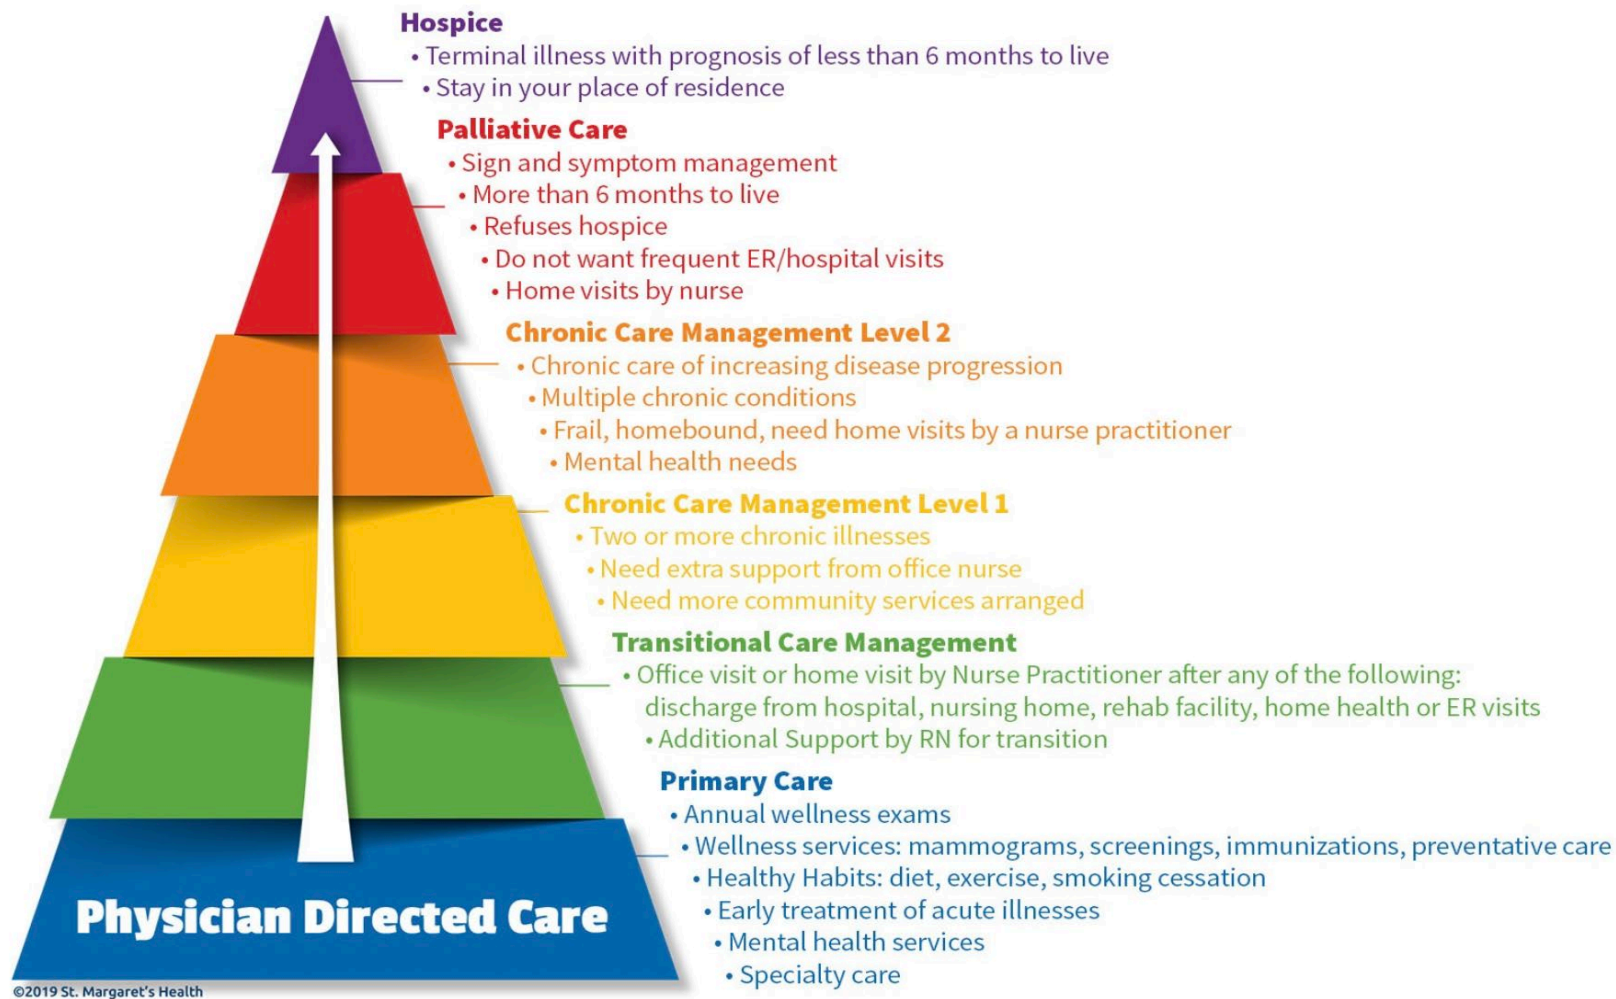 Hospice
• Terminal illness with prognosis of less than 6 months to live
• Stay in your place of residence
Palliative Care
• Sign and symptom management
• More than 6 months to live
• Refuses hospice
• Do not want frequent ER/hospital visits
• Home visits by nurse
Chronic Care Management Level 2
• Chronic care of increasing disease progression
• Multiple chronic conditions
• Frail, homebound, need home visits by a nurse practitioner
• Mental health needs
Chronic Care Management Level 1
• Two or more chronic illnesses
• Need extra support from office nurse
• Need more community services arranged
Transitional Care Management
• Office visit or home visit by Nurse Practitioner after any of the following:
discharge from hospital, nursing home, rehab facility, home health or ER visits
• Additional Support by RN for transition
Primary Care
• Annual wellness exams
• Wellness services: mammograms, screenings, immunizations, preventative care
• Healthy Habits: diet, exercise, smoking cessation
• Early treatment of acute illnesses
• Mental health services
• Specialty care
Physician Directed Care
©2019 St. Margaret's Health